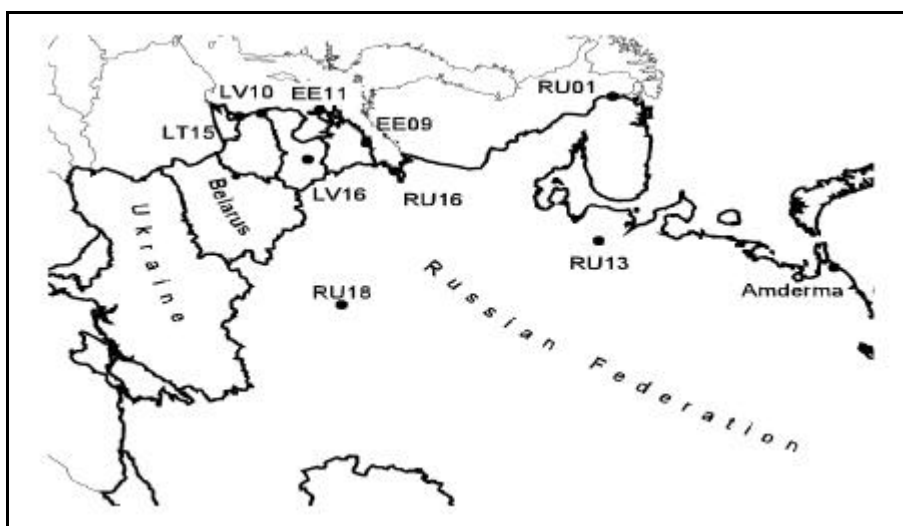 RU01
LV10
EE11
LT15
EE09
LV16
RU16
Belarus
Ukraine
RU13
Amderma
RU18
Russian Federation